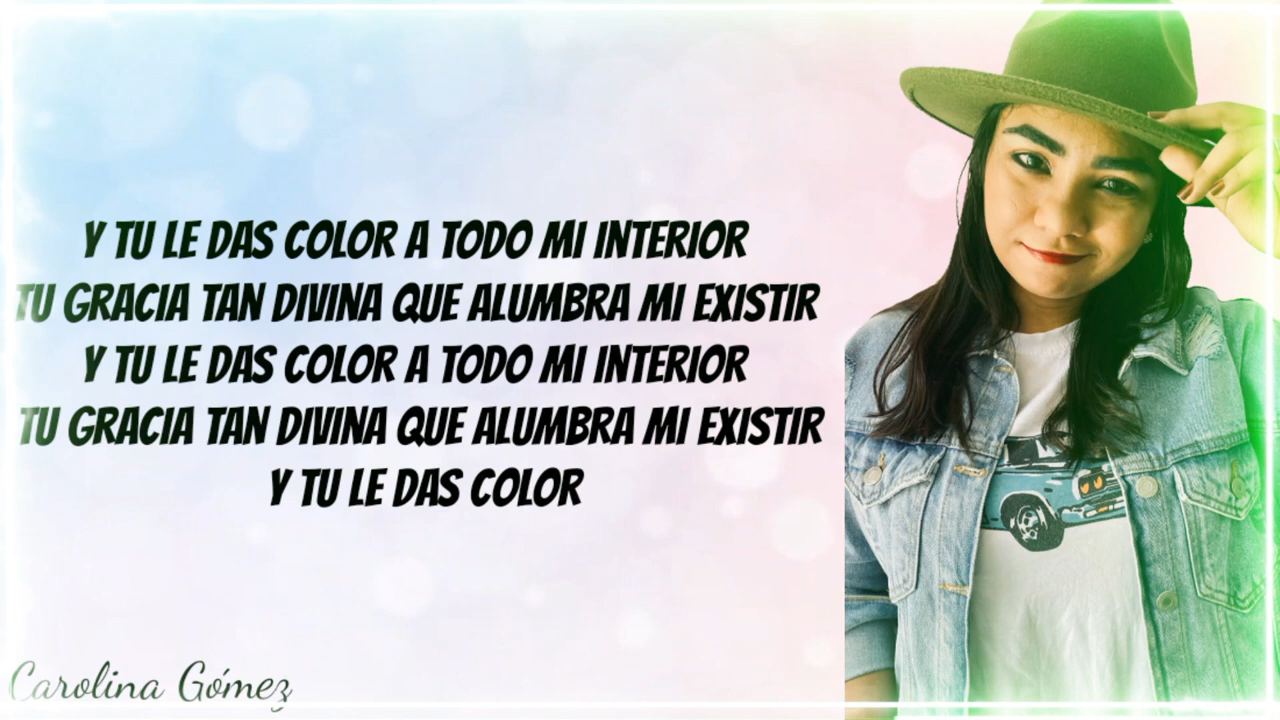 Y TU LE DAS COLOR A TODO MI INTERIOR
TU GRACIA TAN DIVINA QUE ALUMBRA MI EXISTIR
Y TU LE DAS COLOR A TODO MI INTERIOR
TU GRACIA TAN DIVINA QUE ALUMBRA MI EXISTIR
Y TU LE DAS COLOR
Carolina Gómez